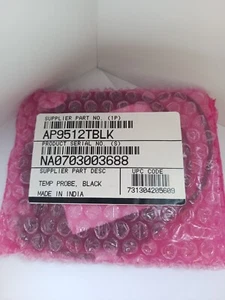 SUPPLIER PART NO. (1P)
AP9512TBLK
PRODUCT SERIAL NO (S)
NA0703003688
SUPPLIER PART DESC
UPC CODE
TEMP PROBE, BLACK
731304205609
MADE IN INDIA